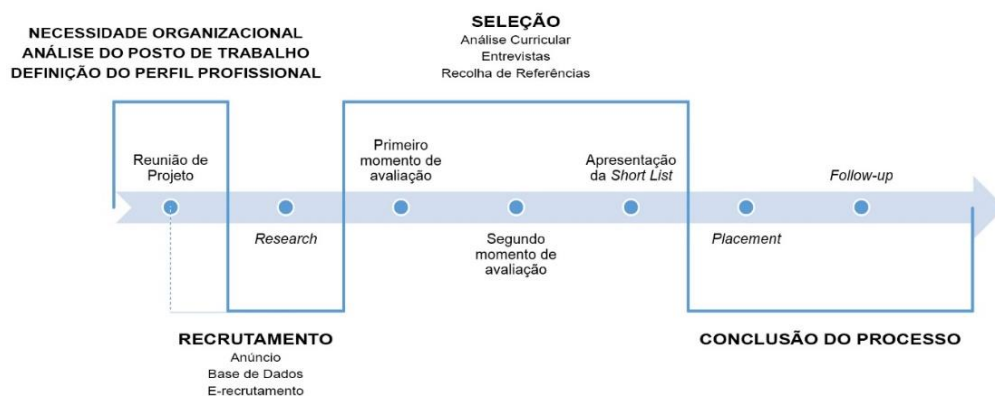 NECESSIDADE ORGANIZACIONAL
ANÁLISE DO POSTO DE TRABALHO
DEFINIÇÃO DO PERFIL PROFISSIONAL
SELEÇÃO
Análise Curricular
Entrevistas
Recolha de Referências
Reunião de
Projeto
Primeiro
momento de
avaliação
Apresentação
da Short List
Follow-up
Research
Segundo
momento de
avaliação
Placement
RECRUTAMENTO
Anúncio
Base de Dados
E-recrutamento
CONCLUSÃO DO PROCESSO